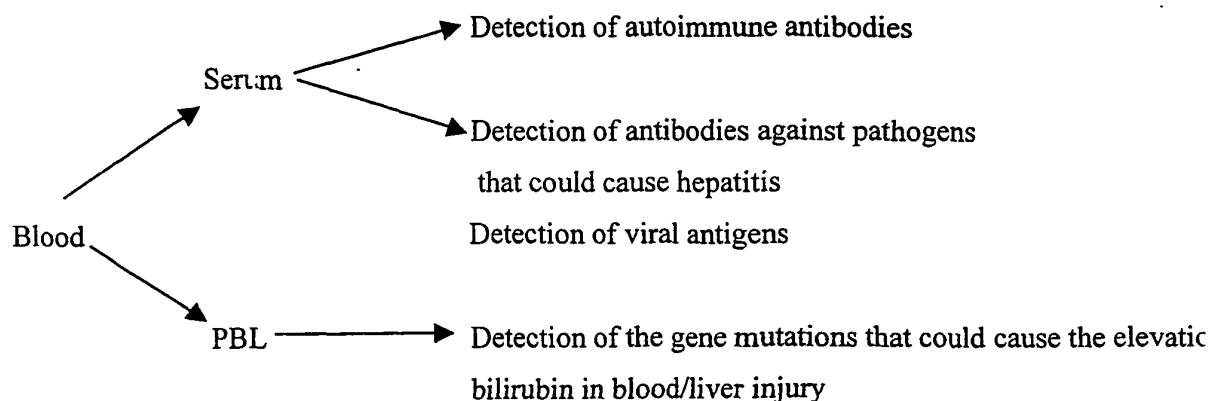 Detection of autoimmune antibodies
Serum
Detection of antibodies against pathogens
that could cause hepatitis
Blood
Detection of viral antigens
PBL
Detection of the gene mutations that could cause the
bilirubin in blood/liver injury